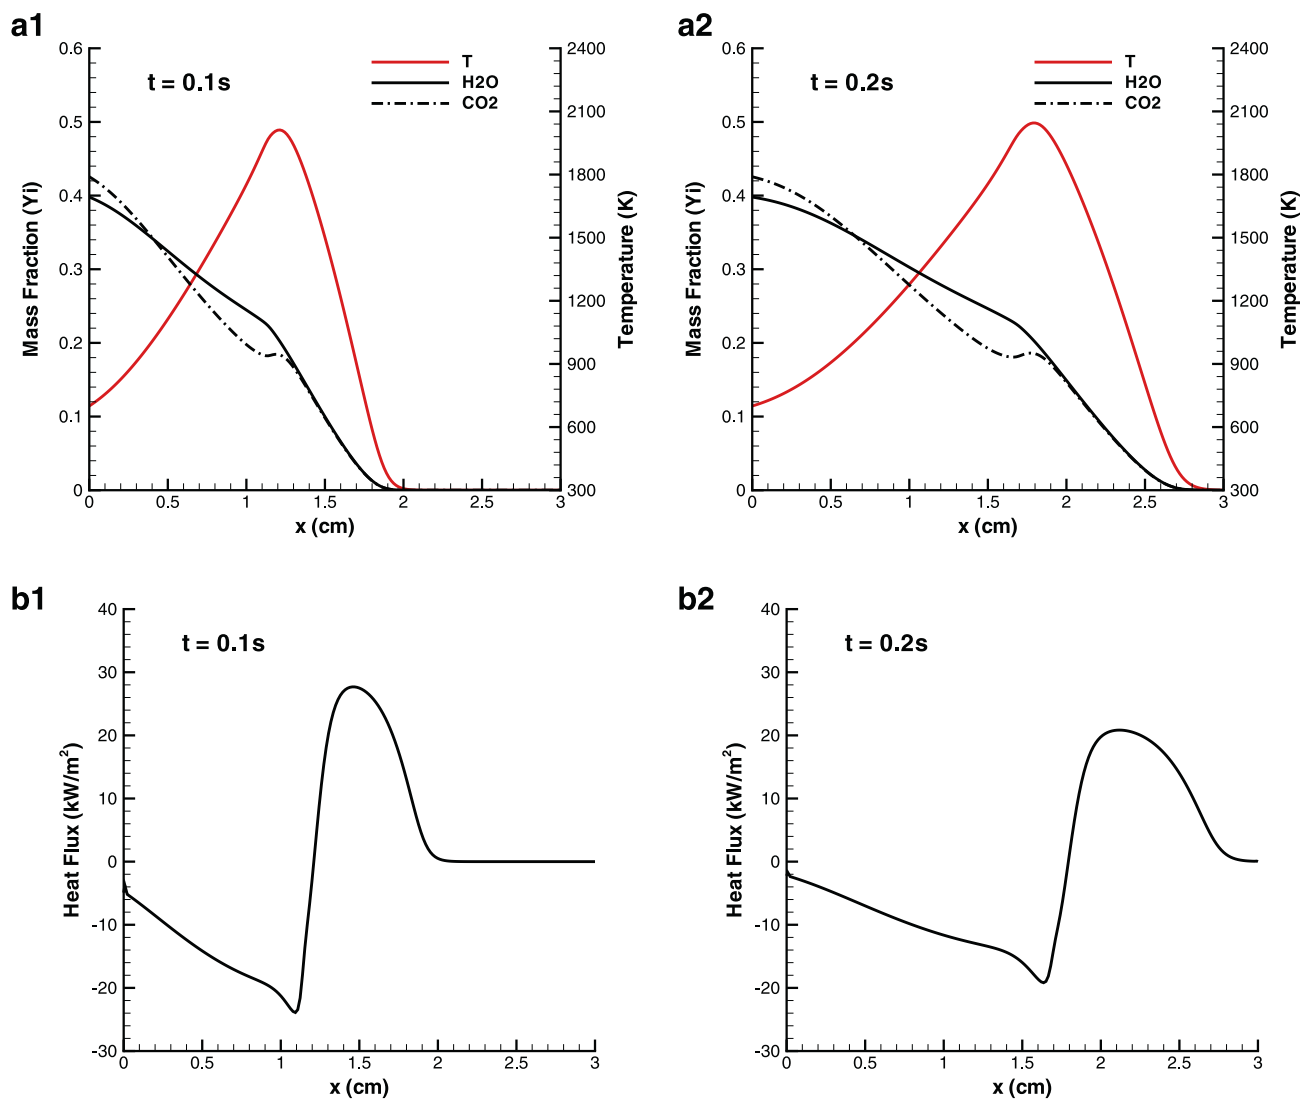 a1
0.6
0.5
0.4
0.3
0.2
0.1
0
Mass Fraction (Yi)
t = 0.1s
T
H2O
CO2
2400
2100
1800
1500
1200
900
600
300
Temperature (K)
0 0.5 1 1.5 2 2.5 3
x (cm)
a2
0.6
0.5
0.4
0.3
0.2
0.1
0
Mass Fraction (Yi)
t = 0.2s
T
H2O
CO2
2400
2100
1800
1500
1200
900
600
300
Temperature (K)
0 0.5 1 1.5 2 2.5 3
x (cm)
b1
40
30
20
10
0
-10
-20
-30
Heat Flux (kW/m²)
t = 0.1s
0 0.5 1 1.5 2 2.5 3
x (cm)
b2
40
30
20
10
0
-10
-20
-30
Heat Flux (kW/m²)
t = 0.2s
0 0.5 1 1.5 2 2.5 3
x (cm)